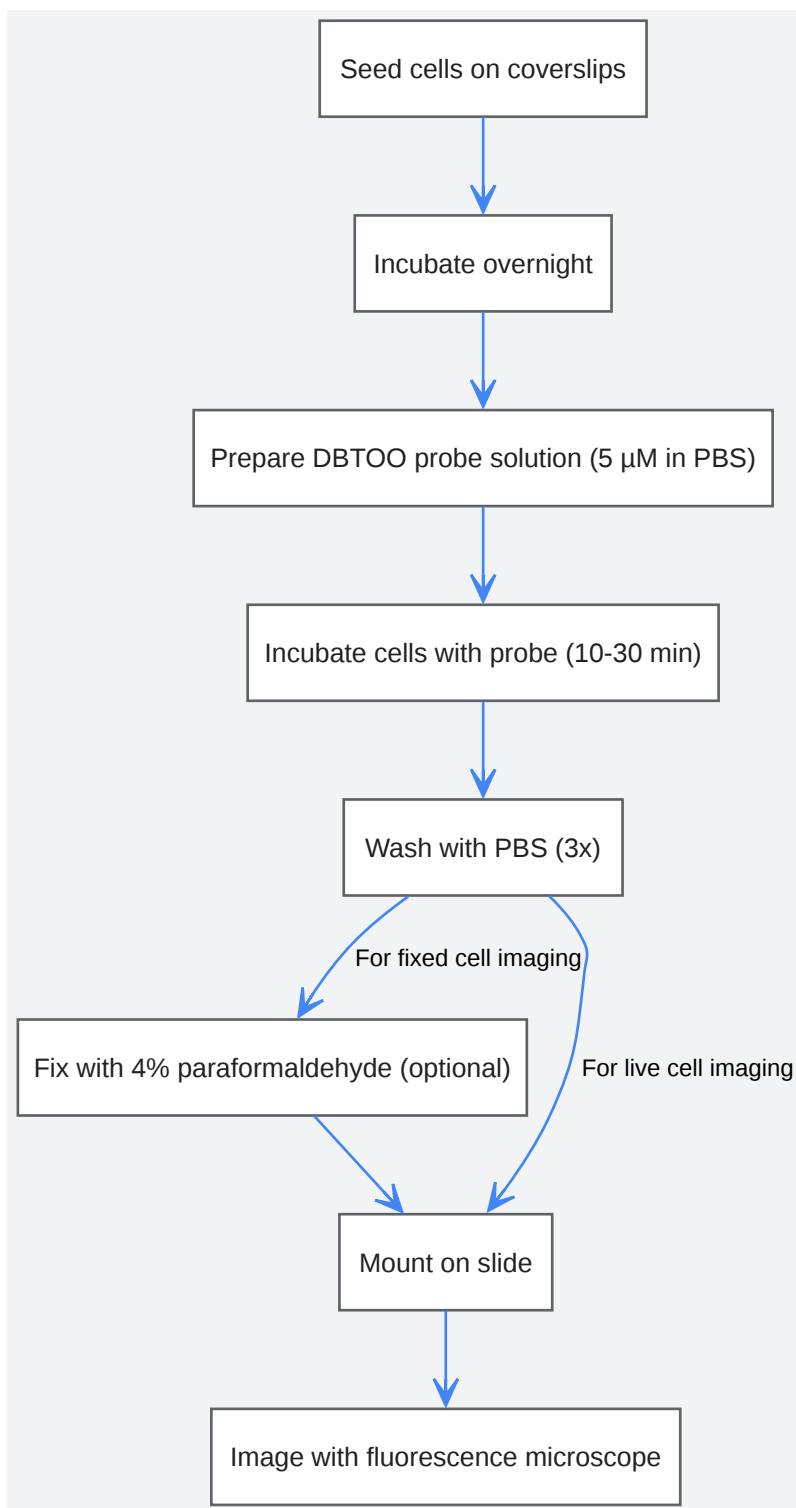 Seed cells on coverslips
Incubate overnight
Prepare DBTOO probe solution (5 µM in PBS)
Incubate cells with probe (10-30 min)
Wash with PBS (3x)
For fixed cell imaging
Fix with 4% paraformaldehyde (optional)
For live cell imaging
Mount on slide
Image with fluorescence microscope